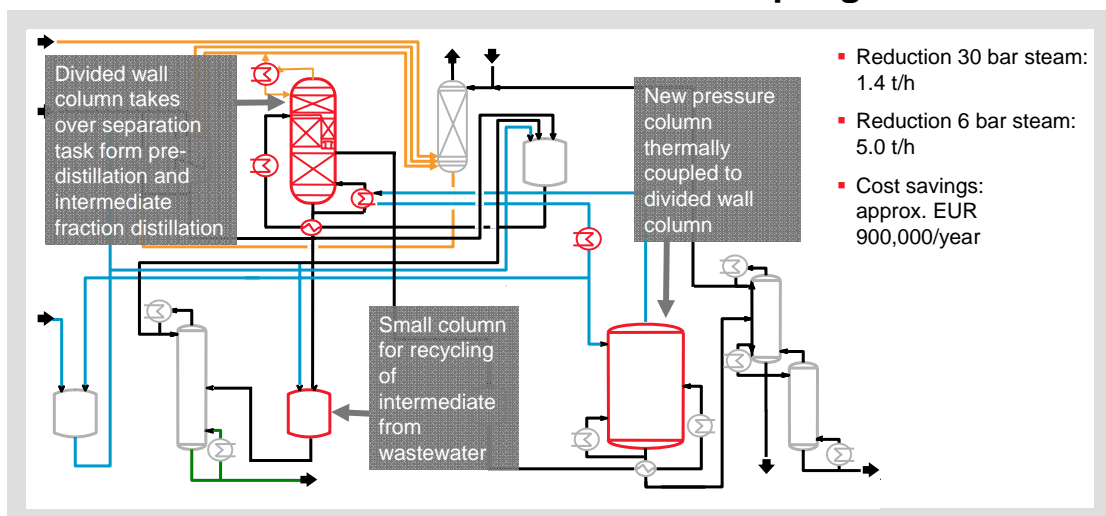 Divided wall
column takes
over separation
task form pre-
distillation and
intermediate
fraction distillation
New pressure
column
thermally
coupled to
divided wall
column
Small column
for recycling
of
intermediate
from
wastewater
▪ Reduction 30 bar steam:
1.4 t/h
▪ Reduction 6 bar steam:
5.0 t/h
▪ Cost savings:
approx. EUR
900,000/year